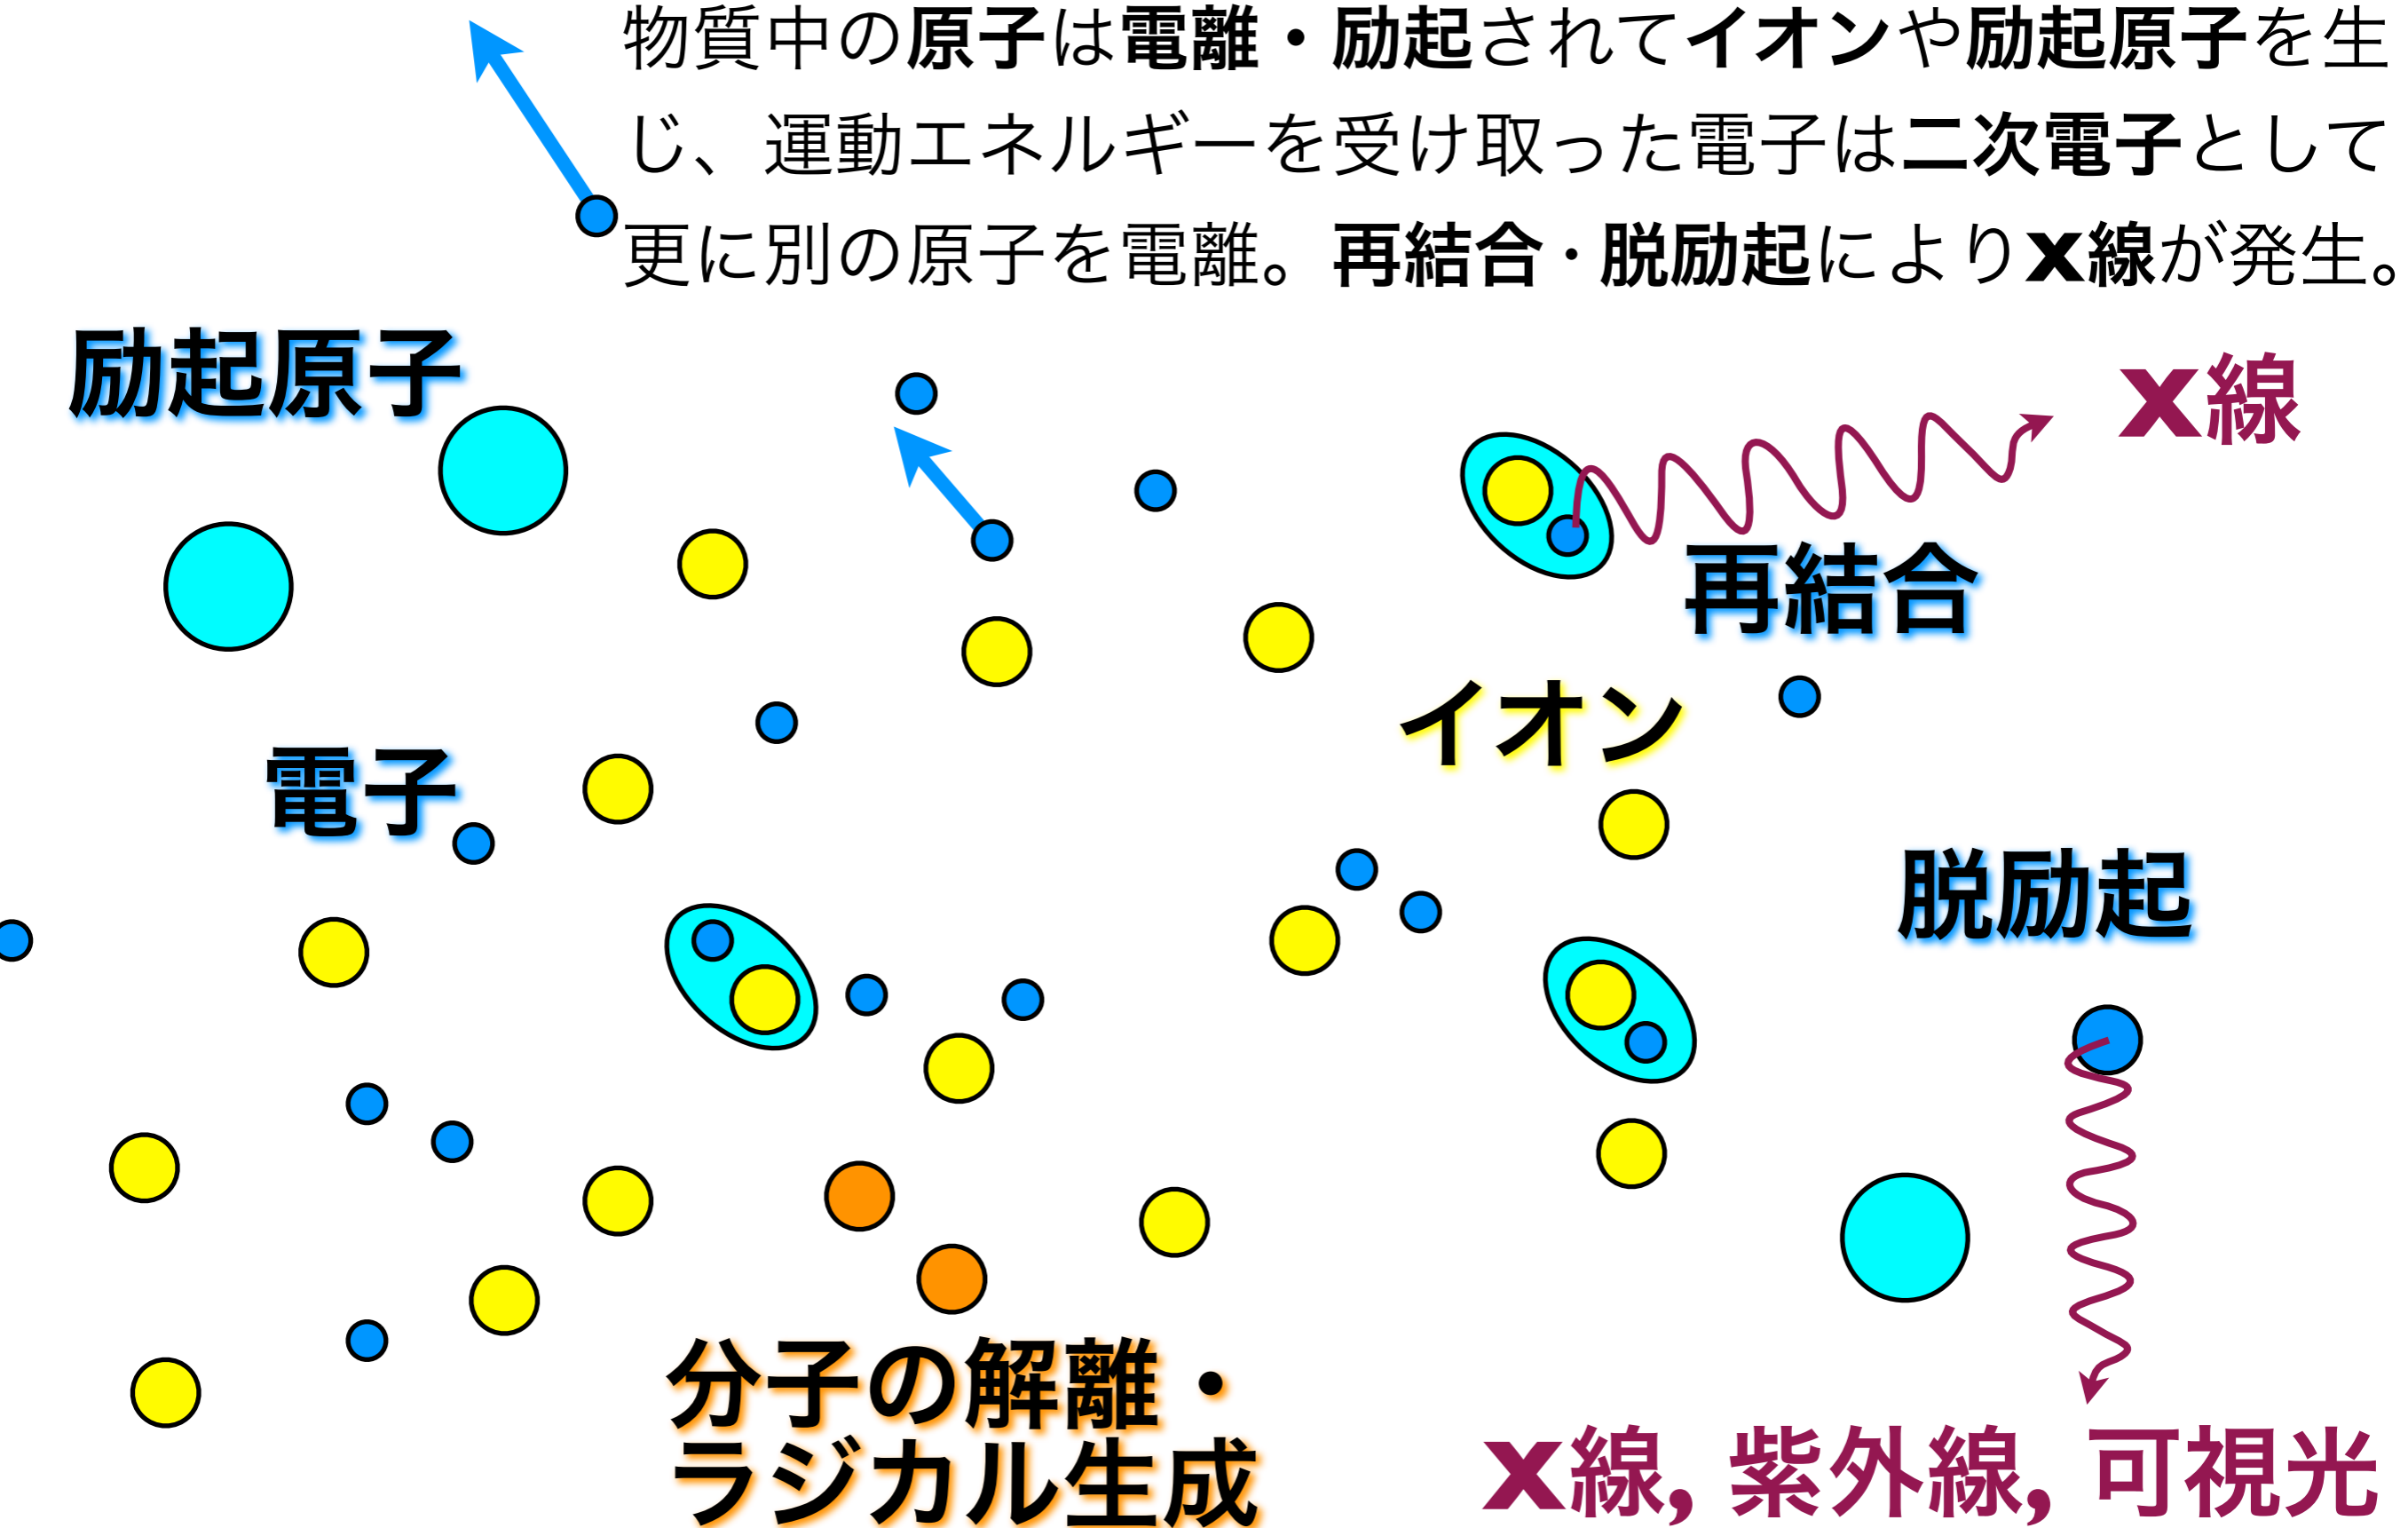 物質中の原子は電離・励起されてイオンや励起原子を生
じ、運動エネルギーを受け取った電子は二次電子として
更に別の原子を電離。再結合・脱励起によりx線が発生。
励起原子
x線
再結合
イオン
電子
脱励起
分子の解離・
ラジカル生成
x線, 紫外線, 可視光